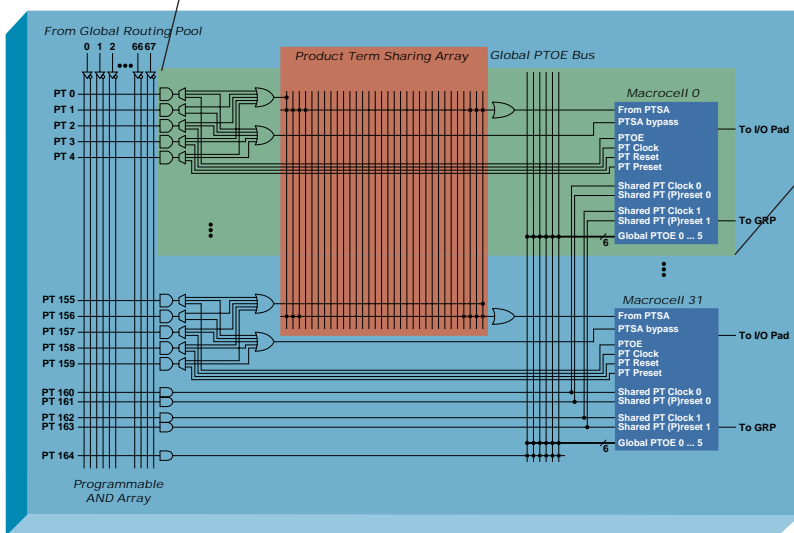 From Global Routing Pool
0 1 2 ••• 66 67
Product Term Sharing Array
Global PTOE Bus
PT 0
PT 1
PT 2
PT 3
PT 4
Macrocell 0
From PTSA
PTSA bypass
PTOE
PT Clock
PT Reset
PT Preset
Shared PT Clock 0
Shared PT (P)reset 0
Shared PT Clock 1
Shared PT (P)reset 1
Global PTOE 0 ... 5
6
To I/O Pad
To GRP
PT 155
PT 156
PT 157
PT 158
PT 159
PT 160
PT 161
PT 162
PT 163
PT 164
Macrocell 31
From PTSA
PTSA bypass
PTOE
PT Clock
PT Reset
PT Preset
Shared PT Clock 0
Shared PT (P)reset 0
Shared PT Clock 1
Shared PT (P)reset 1
Global PTOE 0 ... 5
6
To I/O Pad
To GRP
Programmable
AND Array